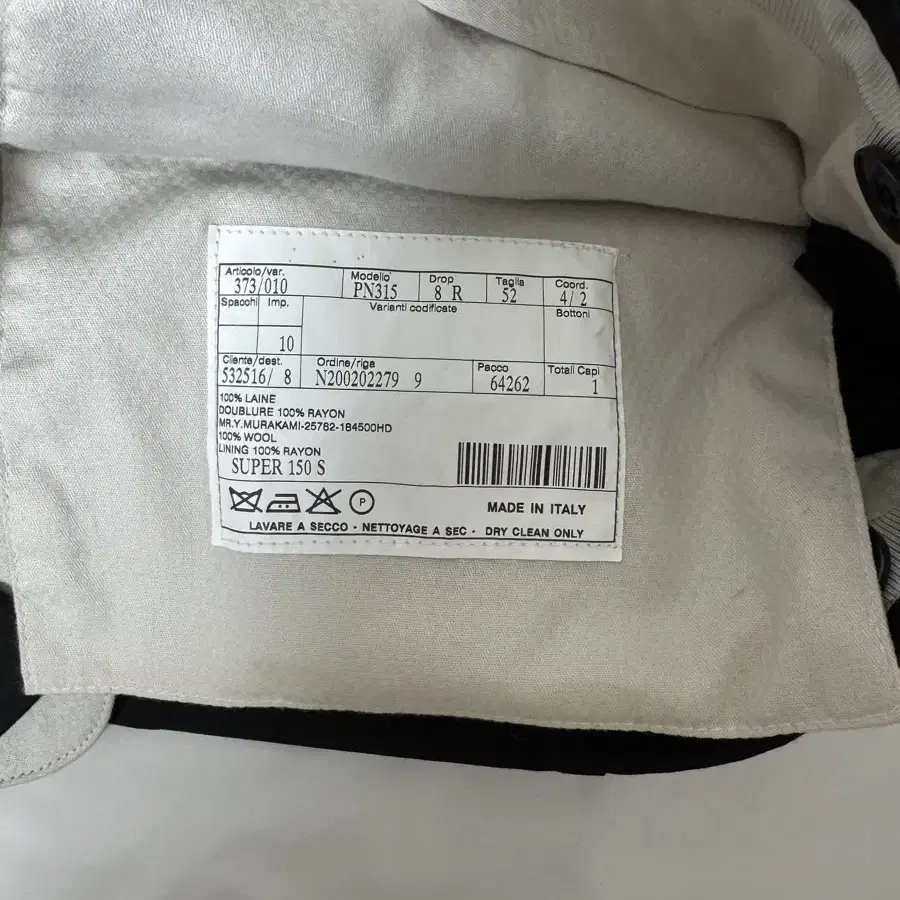 Articolo/var. Modello Drop Taglia Coord.
373/010 PN315 8 R 52 4/ 2
Spacchi Imp. Varianti codificate Bottoni
10
Cliente/dest. Ordine/riga Pacco Totali Capi
532516/ 8 N200202279 9 64262 1
100% LAINE
DOUBLURE 100% RAYON
MR.Y.MURAKAMI-25762-184500HD
100% WOOL
LINING 100% RAYON
SUPER 150 S
P
MADE IN ITALY
LAVARE A SECCO - NETTOYAGE A SEC - DRY CLEAN ONLY